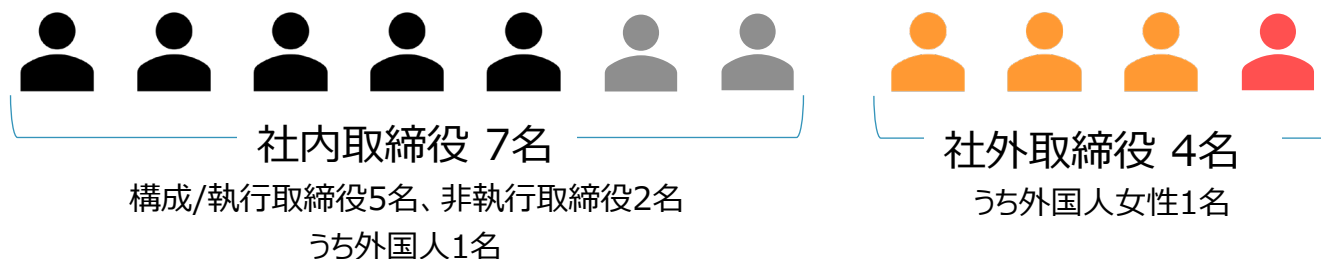 社内取締役 7名
構成/執行取締役5名、非執行取締役2名
うち外国人1名
社外取締役 4名
うち外国人女性1名